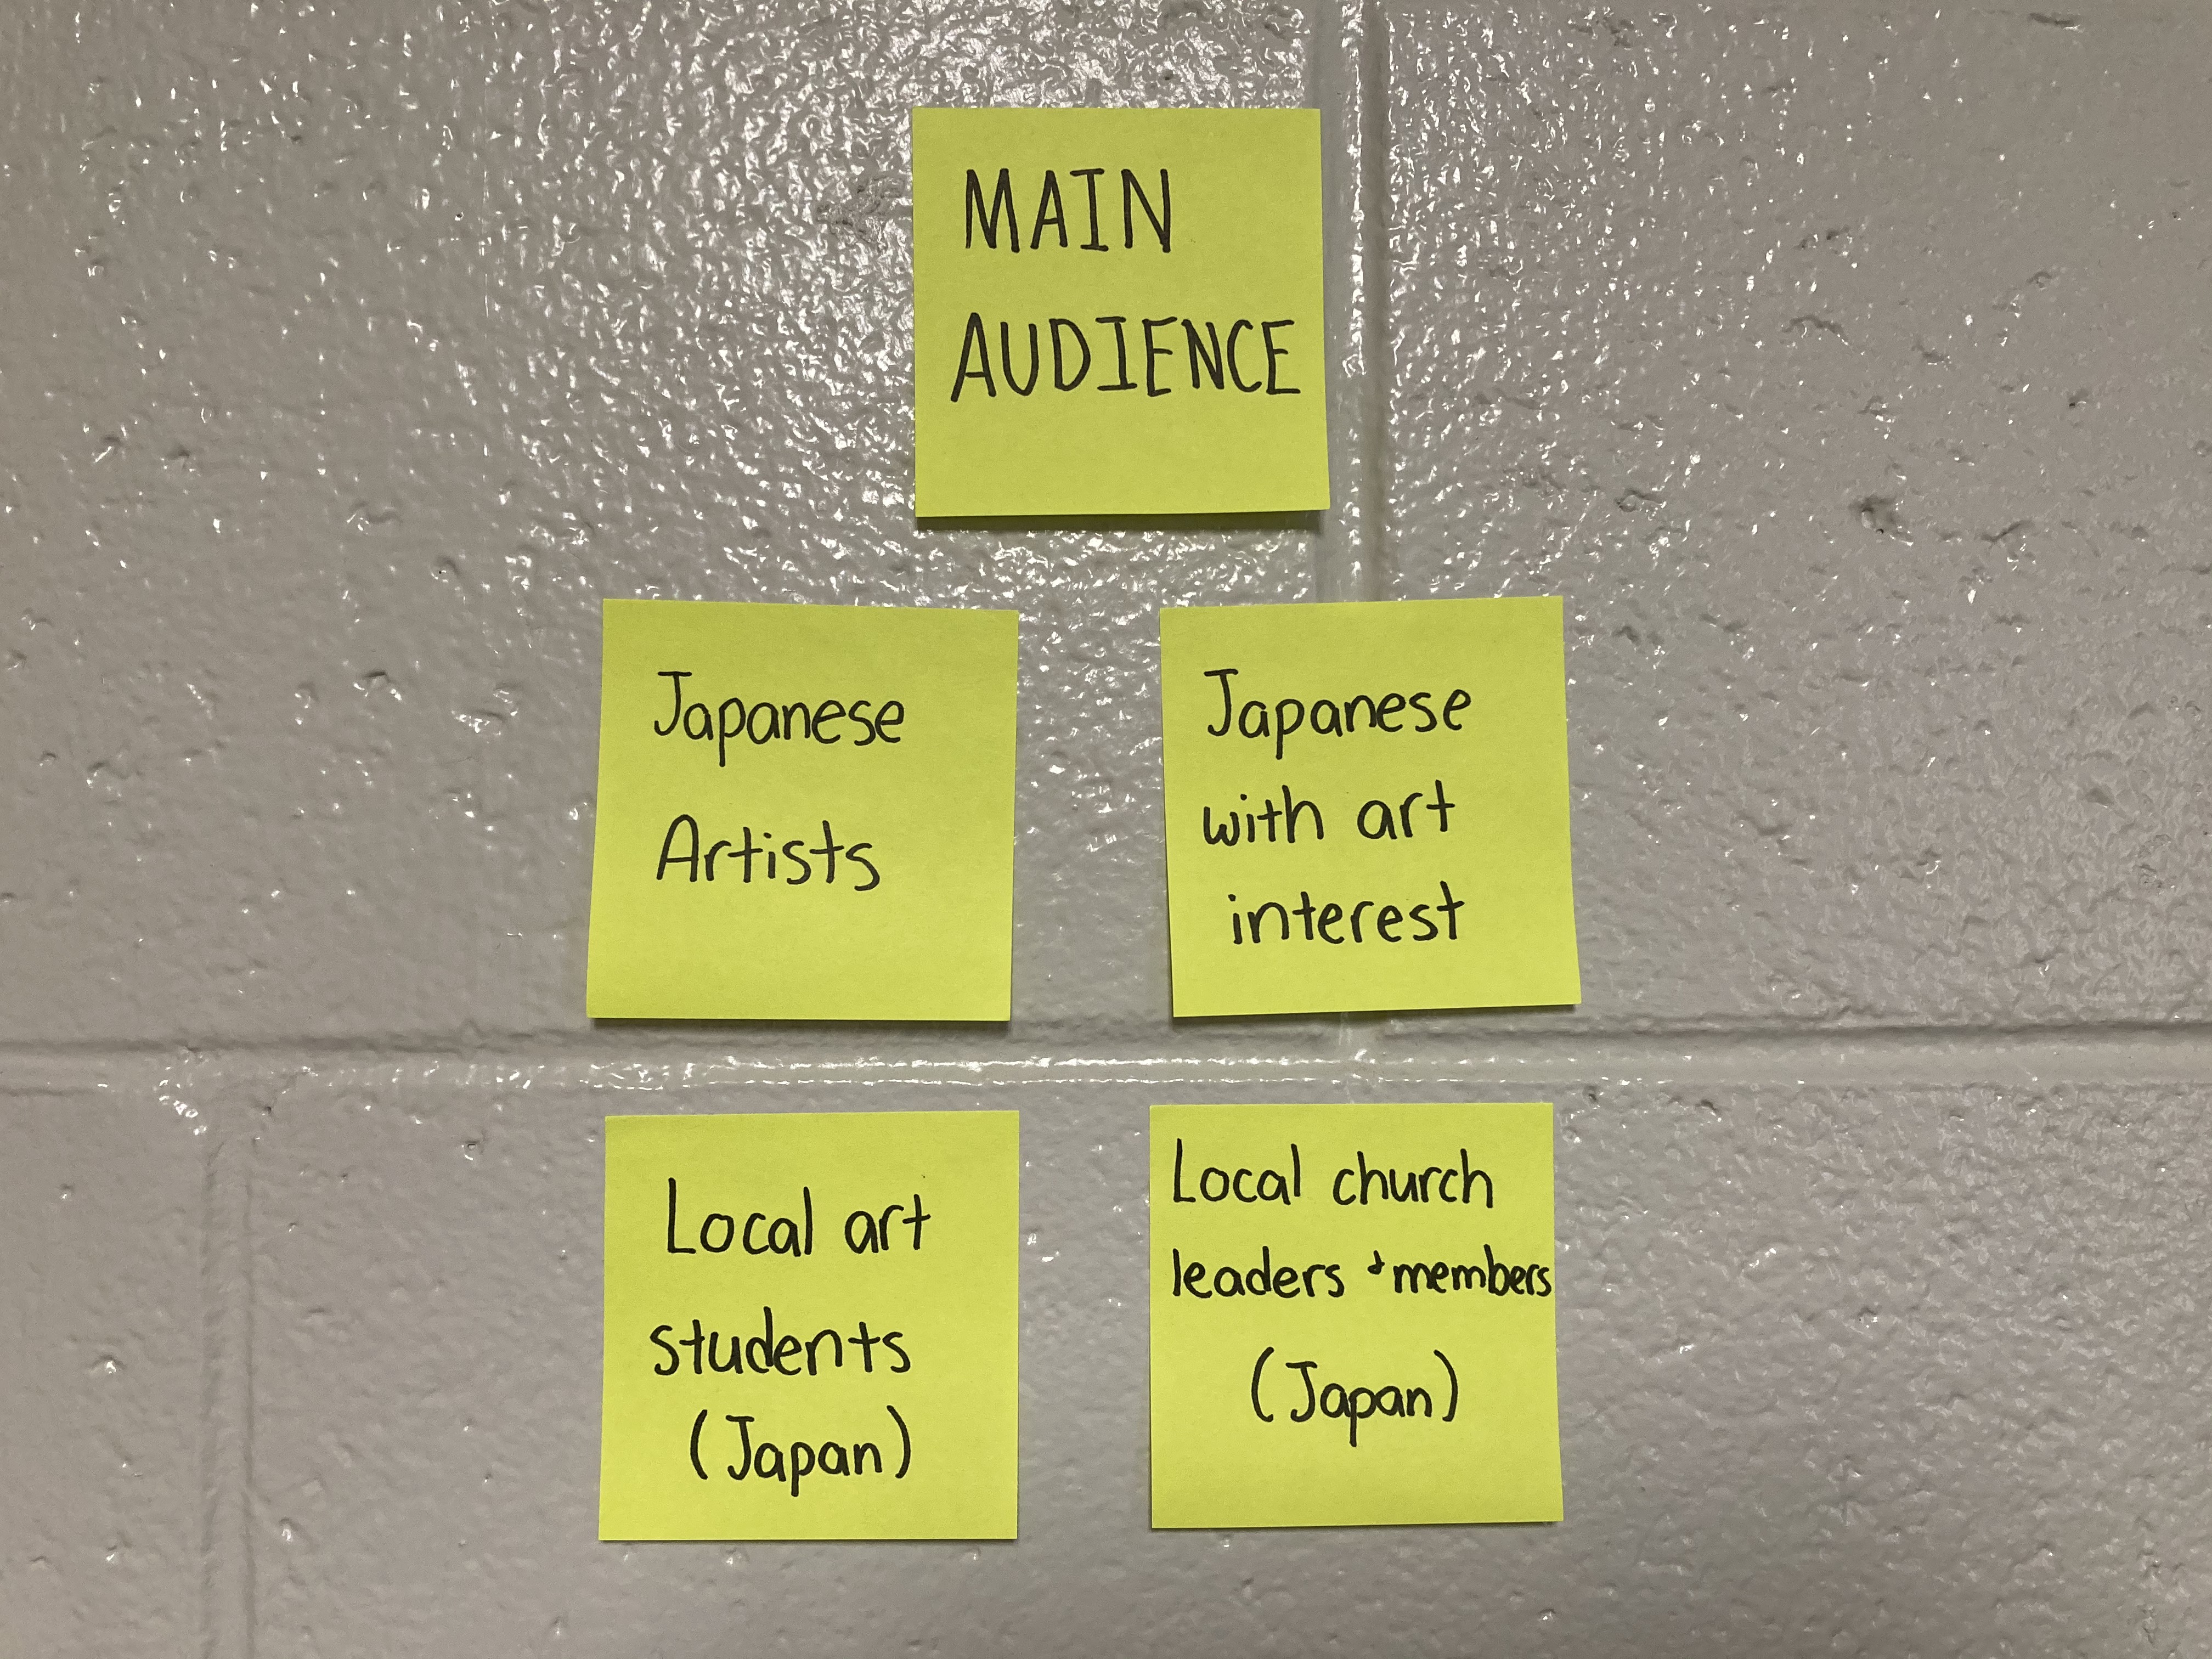 MAIN
AUDIENCE
Japanese
Artists
Japanese
with art
interest
Local art
students
(Japan)
Local church
leaders + members
(Japan)